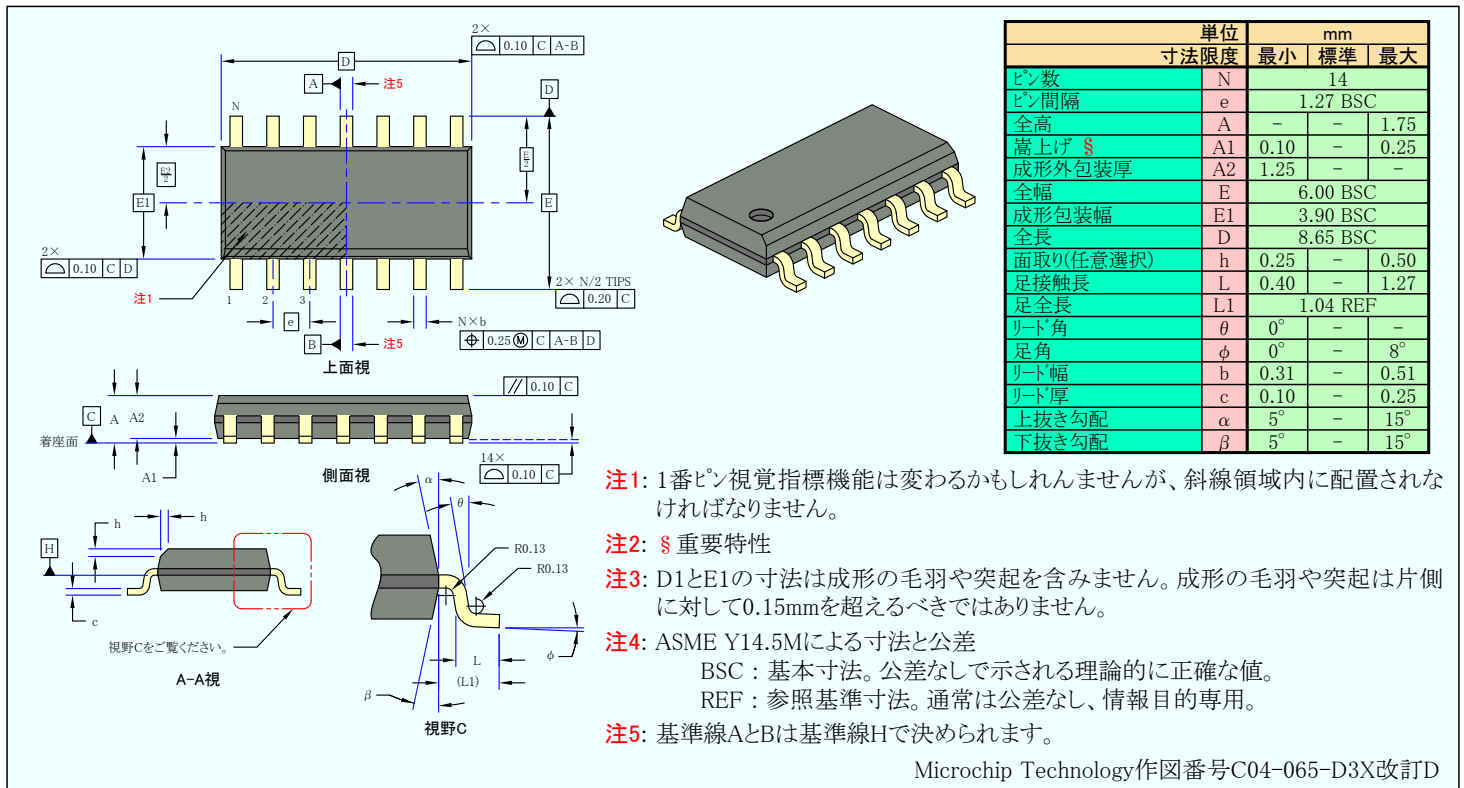 2×
0.10 C A-B
D
A 注5
D
N
E/2
E2/2
E1
E
2×
0.10 C D
2× N/2 TIPS
0.20 C
注1
1 2 3
e
N×b
B 注5
0.25 Ⓜ C A-B D
上面視
// 0.10 C
C A A2
着座面
A1
14×
0.10 C
側面視
h h
H
c
視野Cをご覧ください。
A-A視
α
θ
R0.13
R0.13
L
(L1)
φ
β
視野C
単位 mm
寸法限度 最小 標準 最大
ピン数 N 14
ピン間隔 e 1.27 BSC
全高 A - - 1.75
嵩上げ § A1 0.10 - 0.25
成形外包装厚 A2 1.25 - -
全幅 E 6.00 BSC
成形包装幅 E1 3.90 BSC
全長 D 8.65 BSC
面取り(任意選択) h 0.25 - 0.50
足接触長 L 0.40 - 1.27
足全長 L1 1.04 REF
リード角 θ 0° - -
足角 φ 0° - 8°
リード幅 b 0.31 - 0.51
リード厚 c 0.10 - 0.25
上抜き勾配 α 5° - 15°
下抜き勾配 β 5° - 15°
注1: 1番ピン視覚指標機能は変わるかもしれんませんが、斜線領域内に配置されな
ければなりません。
注2: §重要特性
注3: D1とE1の寸法は成形の毛羽や突起を含みません。成形の毛羽や突起は片側
に対して0.15mmを超えるべきではありません。
注4: ASME Y14.5Mによる寸法と公差
BSC : 基本寸法。公差なしで示される理論的に正確な値。
REF : 参照基準寸法。通常は公差なし、情報目的専用。
注5: 基準線AとBは基準線Hで決められます。
Microchip Technology作図番号C04-065-D3X改訂D